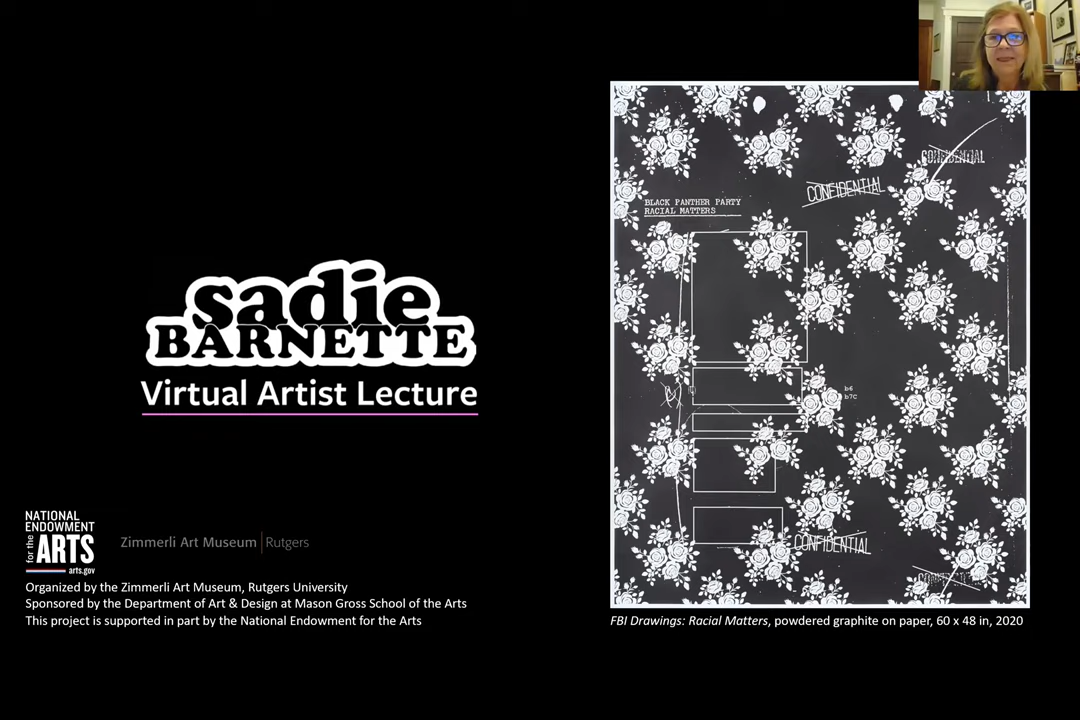 sadie
BARNETTE
Virtual Artist Lecture
NATIONAL
ENDOWMENT
for the ARTS
arts.gov
Zimmerli Art Museum | Rutgers
Organized by the Zimmerli Art Museum, Rutgers University
Sponsored by the Department of Art & Design at Mason Gross School of the Arts
This project is supported in part by the National Endowment for the Arts
CONFIDENTIAL
CONFIDENTIAL
BLACK PANTHER PARTY
RACIAL MATTERS
b6
b7C
CONFIDENTIAL
FBI Drawings: Racial Matters, powdered graphite on paper, 60 x 48 in, 2020